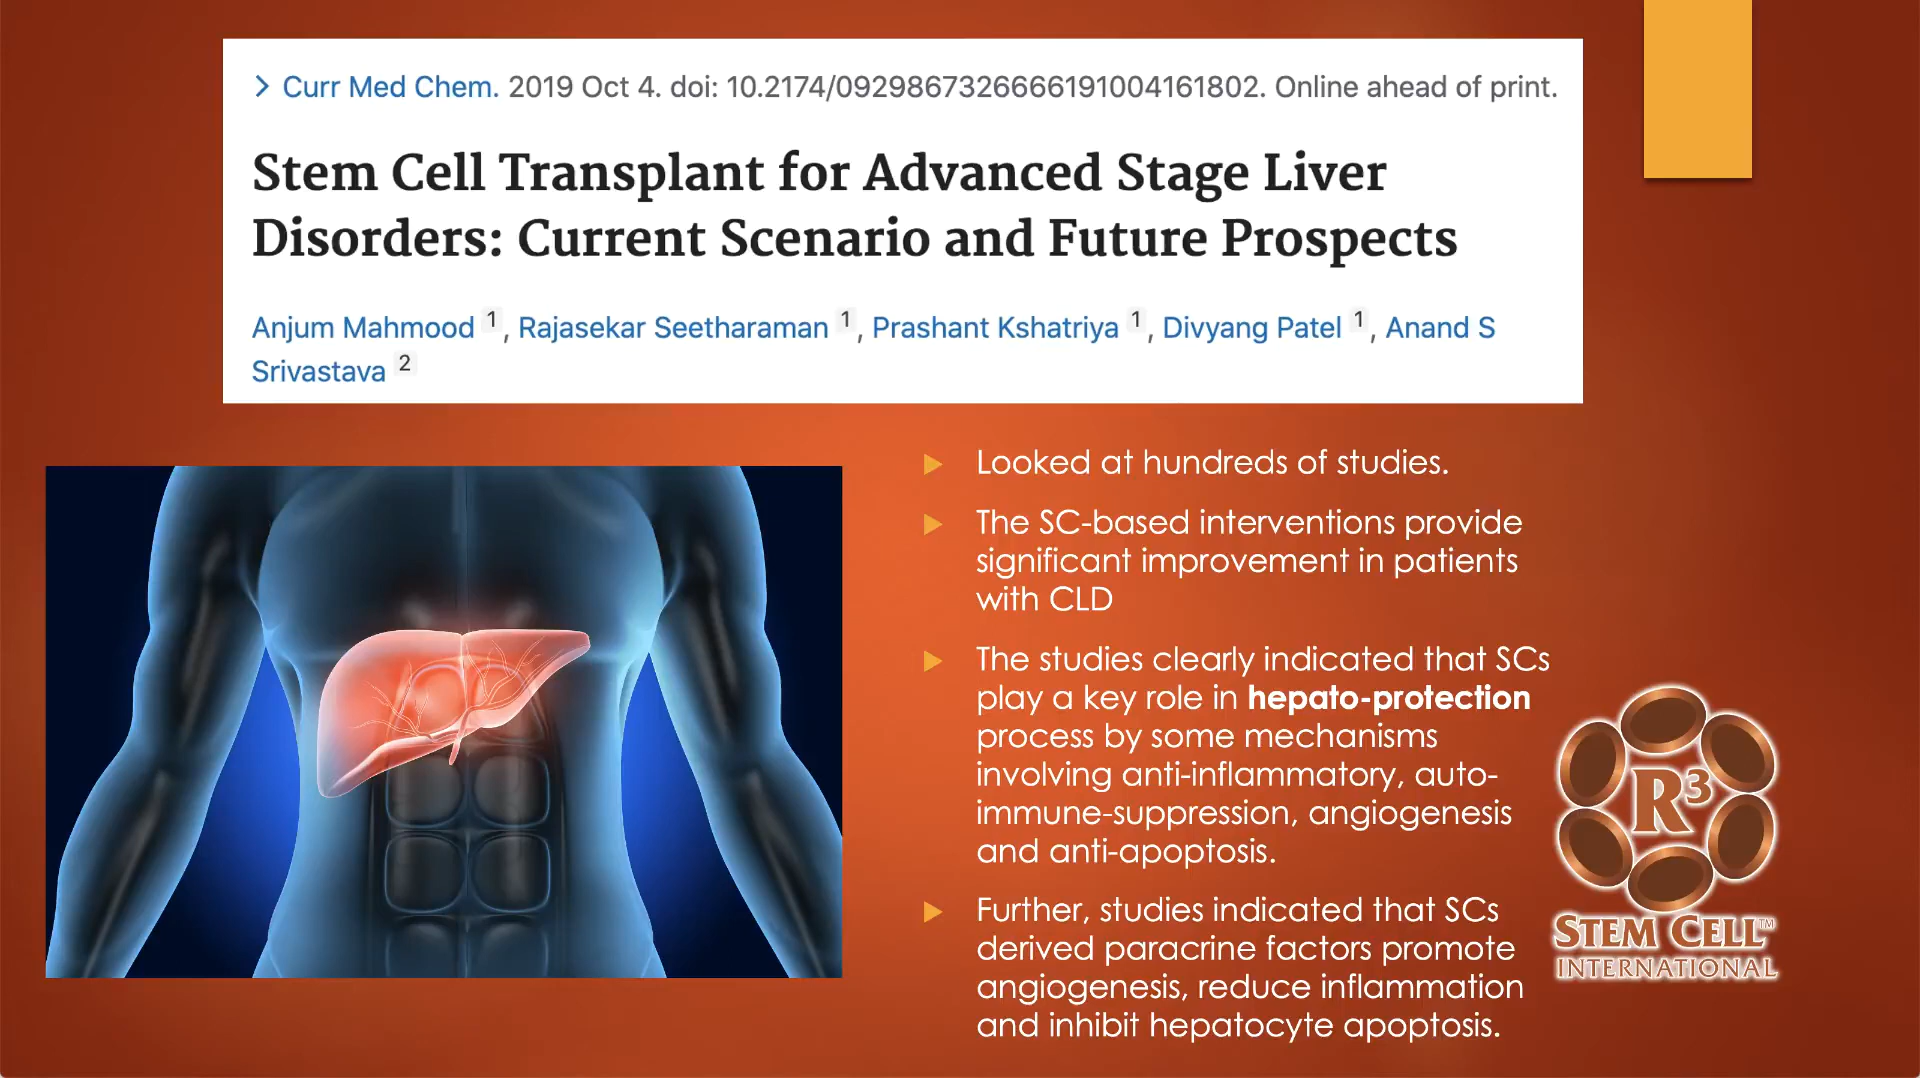 > Curr Med Chem. 2019 Oct 4. doi: 10.2174/0929867326666191004161802. Online ahead of print.
Stem Cell Transplant for Advanced Stage Liver
Disorders: Current Scenario and Future Prospects
Anjum Mahmood 1, Rajasekar Seetharaman 1, Prashant Kshatriya 1, Divyang Patel 1, Anand S
Srivastava 2
Looked at hundreds of studies.
The SC-based interventions provide
significant improvement in patients
with CLD
The studies clearly indicated that SCs
play a key role in hepato-protection
process by some mechanisms
involving anti-inflammatory, auto-
immune-suppression, angiogenesis
and anti-apoptosis.
Further, studies indicated that SCs
derived paracrine factors promote
angiogenesis, reduce inflammation
and inhibit hepatocyte apoptosis.
R³
STEM CELL™
INTERNATIONAL